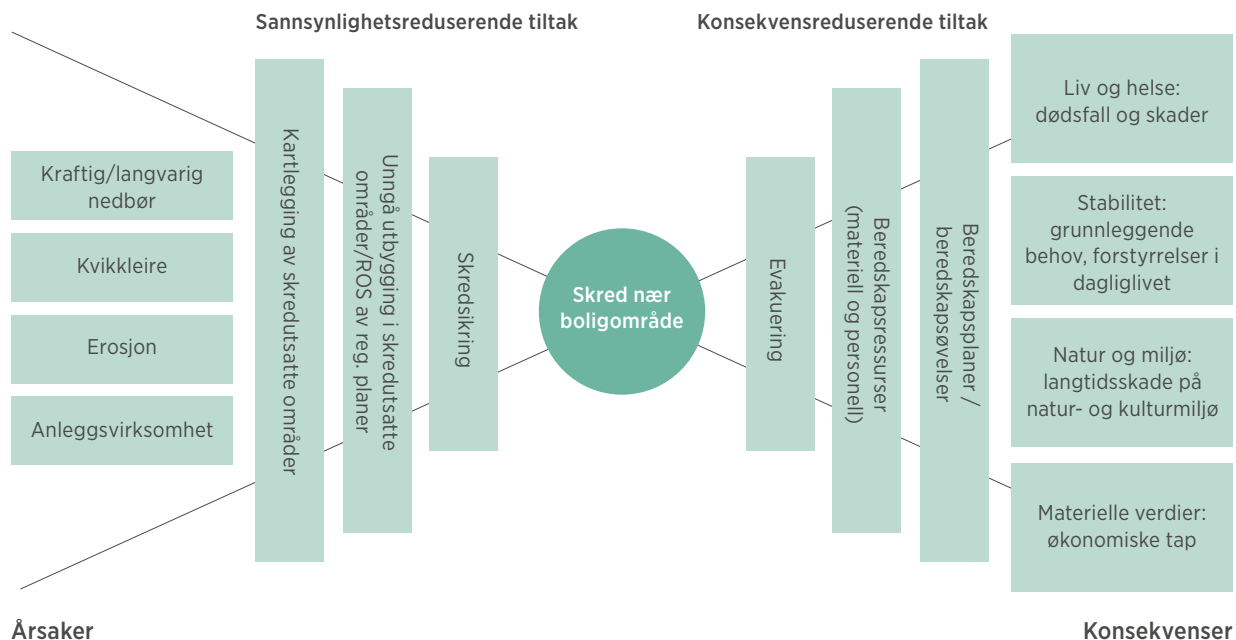 Sannsynlighetsreduserende tiltak
Konsekvensreduserende tiltak
Kraftig/langvarig
nedbør
Kvikkleire
Erosjon
Anleggsvirksomhet
Kartlegging av skredutsatte områder
Unngå utbygging i skredutsatte
områder/ROS av reg. planer
Skredsikring
Skred nær
boligområde
Evakuering
Beredskapsressurser
(materiell og personell)
Beredskapsplaner /
beredskapsøvelser
Liv og helse:
dødsfall og skader
Stabilitet:
grunnleggende
behov, forstyrrelser i
dagliglivet
Natur og miljø:
langtidsskade på
natur- og kulturmiljø
Materielle verdier:
økonomiske tap
Årsaker
Konsekvenser